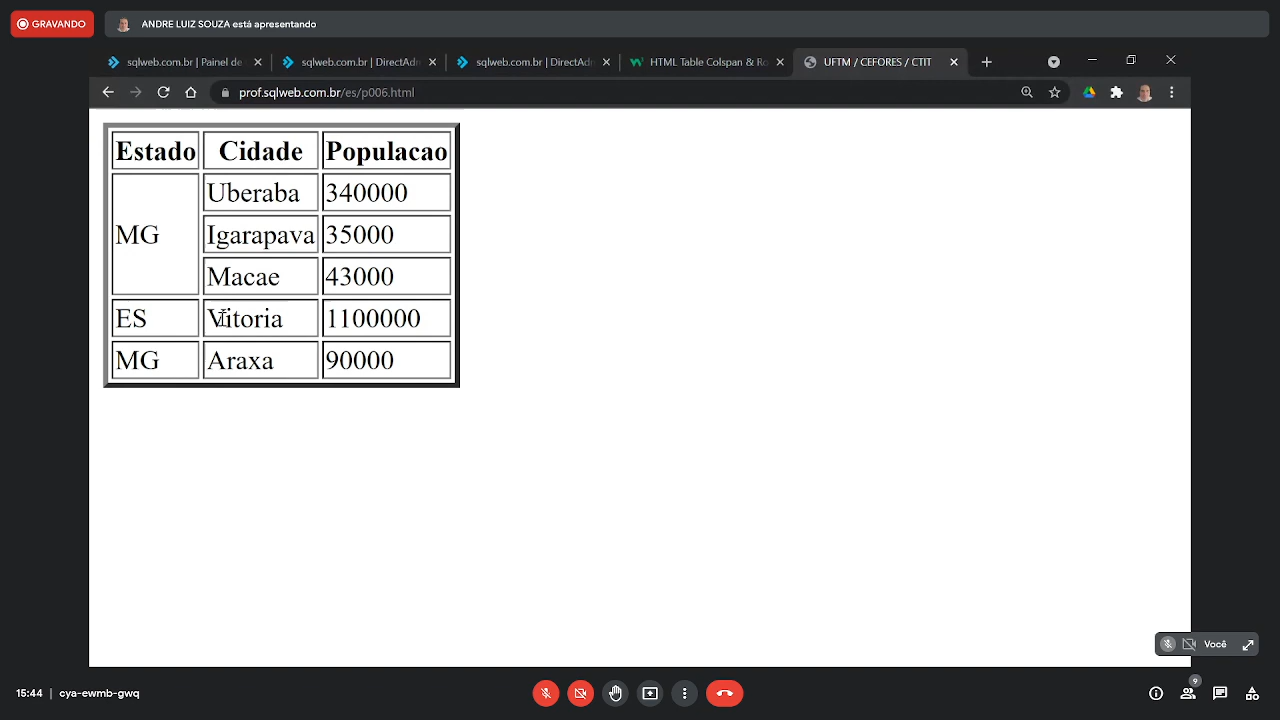 GRAVANDO
ANDRE LUIZ SOUZA está apresentando
sqlweb.com.br | Painel de
sqlweb.com.br | DirectAdm
sqlweb.com.br | DirectAdm
HTML Table Colspan & Ro
UFTM / CEFORES / CTIT
prof.sqlweb.com.br/es/p006.html
Estado Cidade Populacao
MG
Uberaba 340000
Igarapava 35000
Macae 43000
ES Vitoria 1100000
MG Araxa 90000
Você
15:44 | cya-ewmb-gwq
9